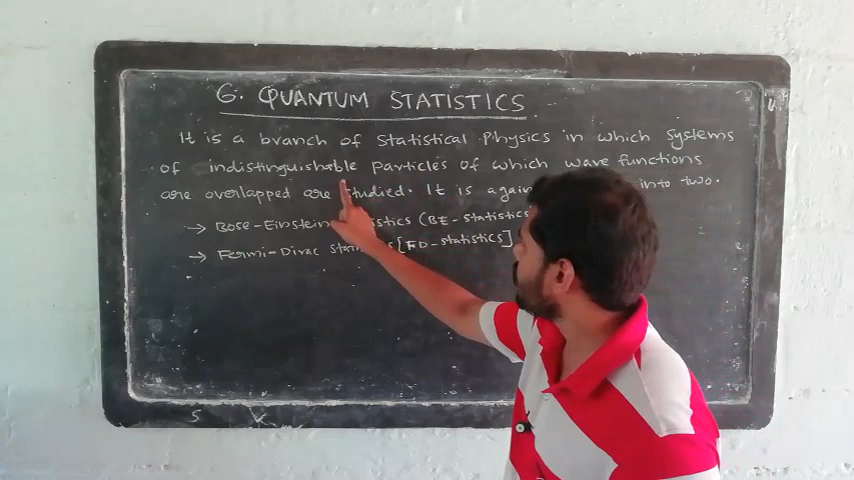 6. QUANTUM STATISTICS
It is a branch of Statistical Physics in which systems
of indistinguishable particles of which wave functions
are overlapped are studied. It is again into two.
→ Bose-Einstein (BE-statistics
→ Fermi-Dirac [FD-statistics]